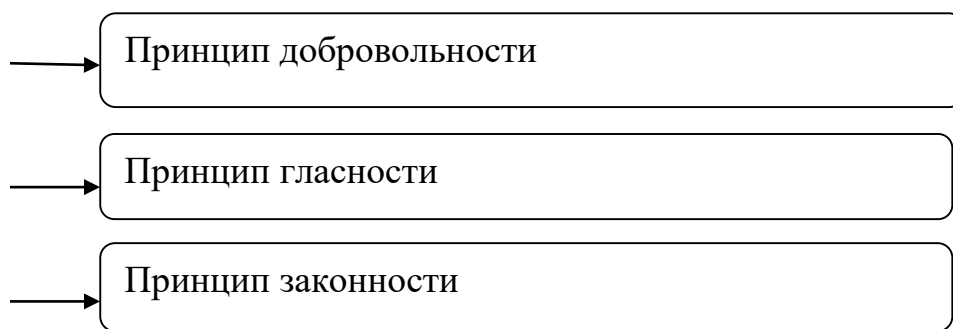 Принцип добровольности
Принцип гласности
Принцип законности